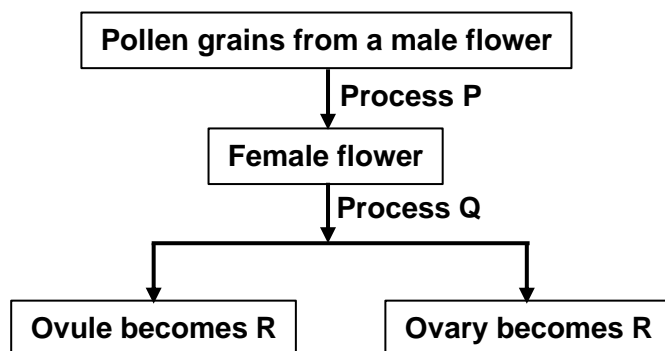 Pollen grains from a male flower
Process P
Female flower
Process Q
Ovule becomes R
Ovary becomes R